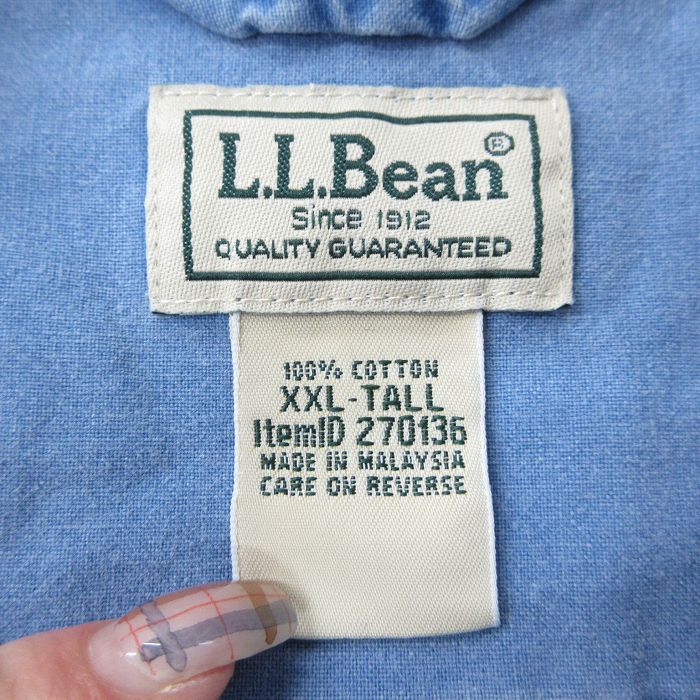 L.L.Bean®
Since 1912
QUALITY GUARANTEED
100% COTTON
XXL-TALL
ItemID 270136
MADE IN MALAYSIA
CARE ON REVERSE